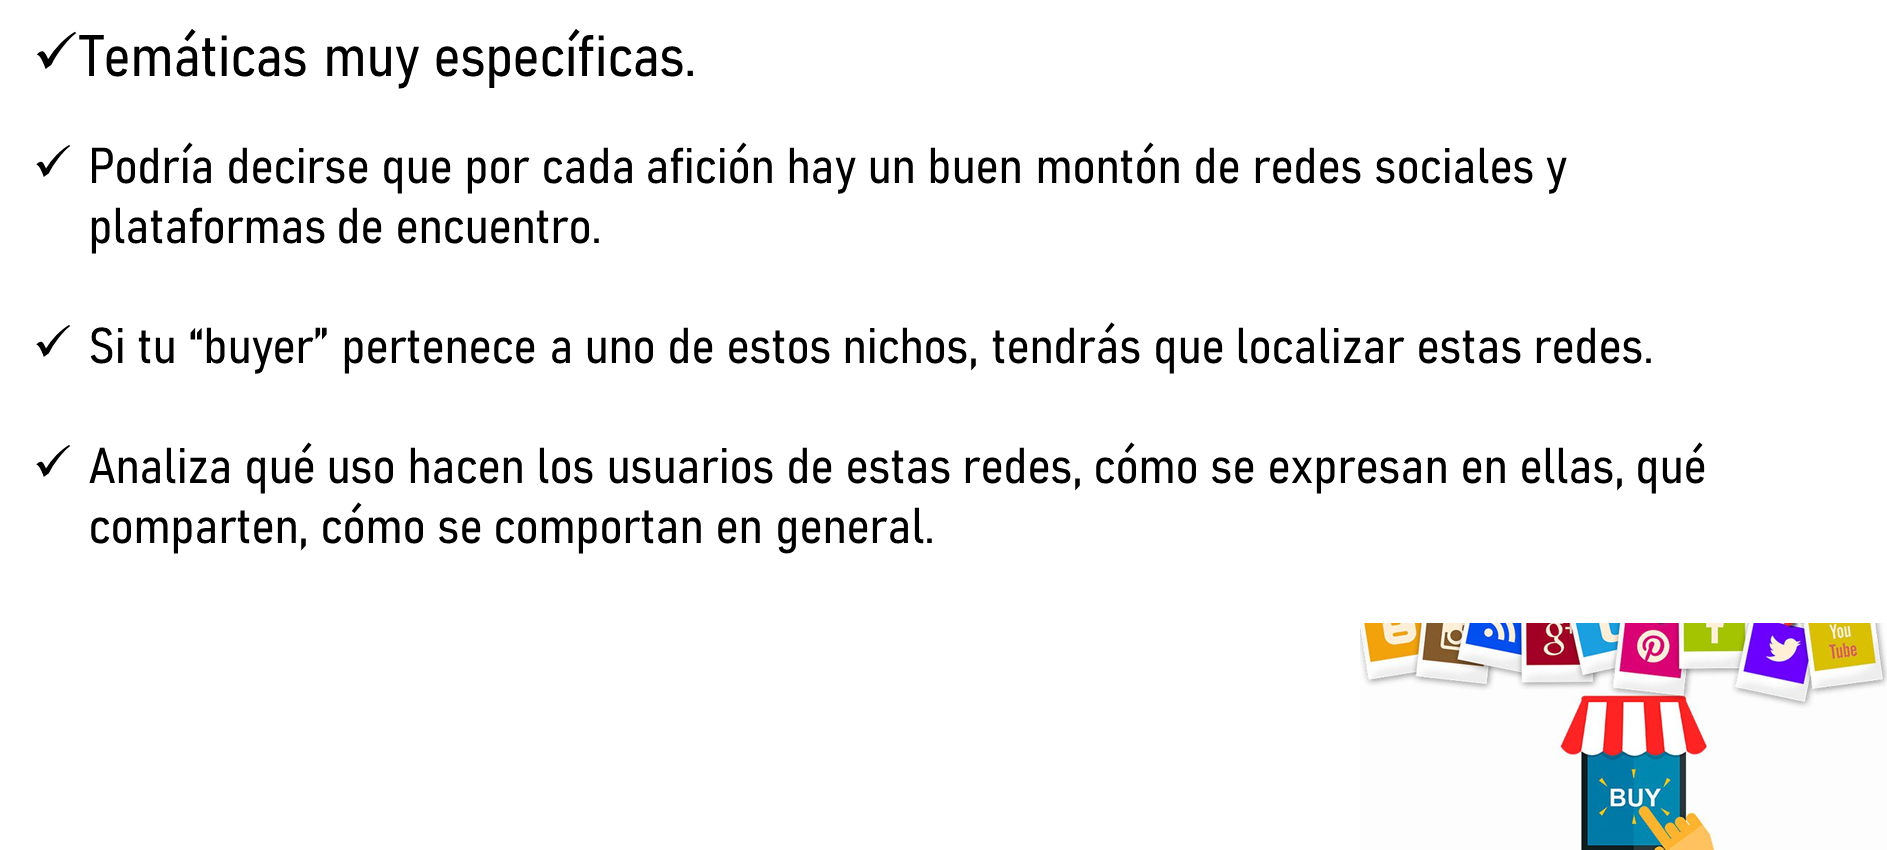 ✓Temáticas muy específicas.
✓ Podría decirse que por cada afición hay un buen montón de redes sociales y
plataformas de encuentro.
✓ Si tu “buyer” pertenece a uno de estos nichos, tendrás que localizar estas redes.
✓ Analiza qué uso hacen los usuarios de estas redes, cómo se expresan en ellas, qué
comparten, cómo se comportan en general.
g+
You
Tube
BUY